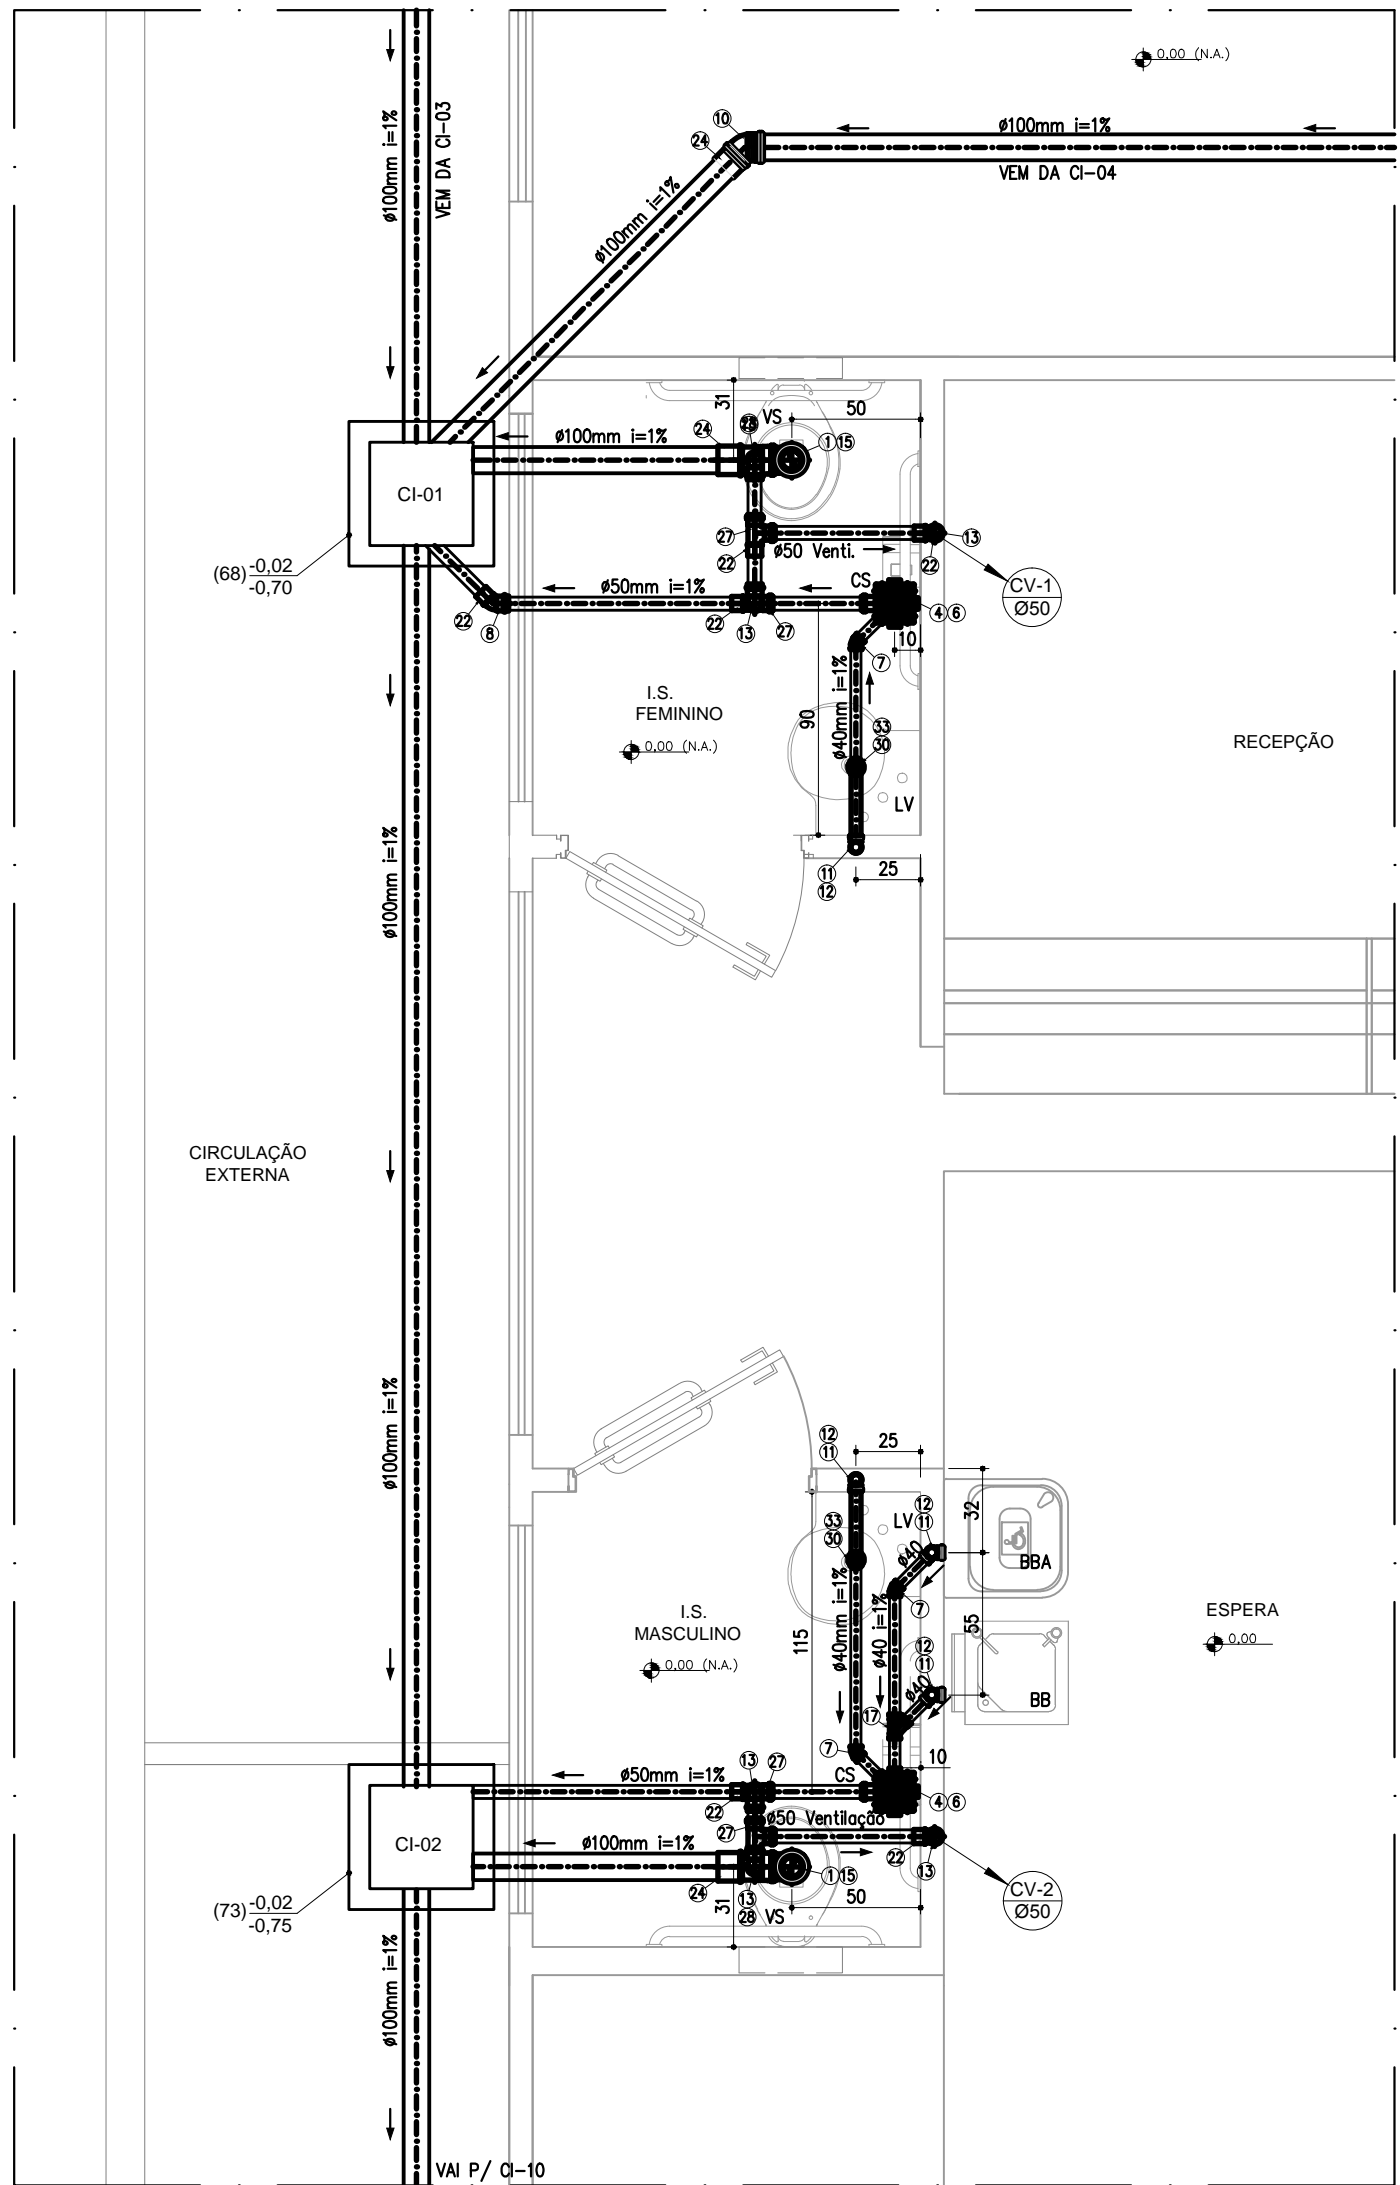 0,00 (N.A.)
ø100mm i=1%
VEM DA CI-03
10
24
ø100mm i=1%
VEM DA CI-04
ø100mm i=1%
31
VS
50
24
28
1 15
ø100mm i=1%
CI-01
27
ø50 Venti.
22
13
22
CV-1
Ø50
(68) -0,02
-0,70
ø50mm i=1%
CS
22
8
22
13
27
4 6
10
7
I.S.
FEMININO
0,00 (N.A.)
90
ø40mm i=1%
33
30
LV
RECEPÇÃO
11
12
25
ø100mm i=1%
CIRCULAÇÃO
EXTERNA
ø100mm i=1%
12
11
25
32
33
30
LV
12
11
ø40
BBA
7
55
I.S.
MASCULINO
0,00 (N.A.)
115
ø40mm i=1%
ø40 i=1%
12
11
ø40
BB
ESPERA
0,00
17
7
10
13
27
ø50mm i=1%
CS
22
4 6
ø50 Ventilação
27
CI-02
ø100mm i=1%
22
13
24
1 15
13
28
VS
31
50
CV-2
Ø50
(73) -0,02
-0,75
ø100mm i=1%
VAI P/ CI-10